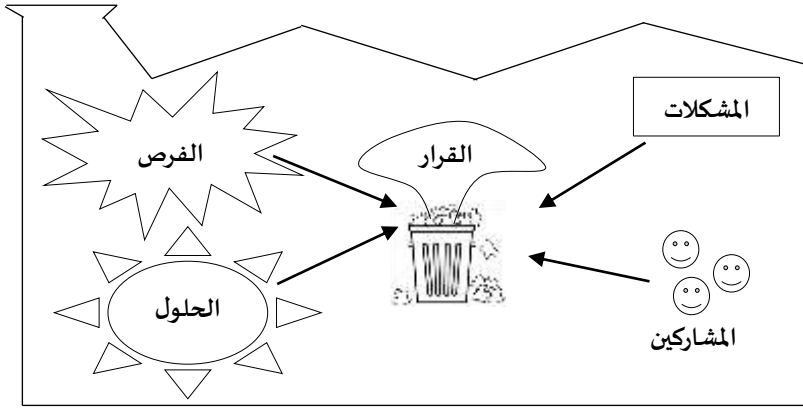 المشكلات
القرار
الفرص
الحلول
المشاركين